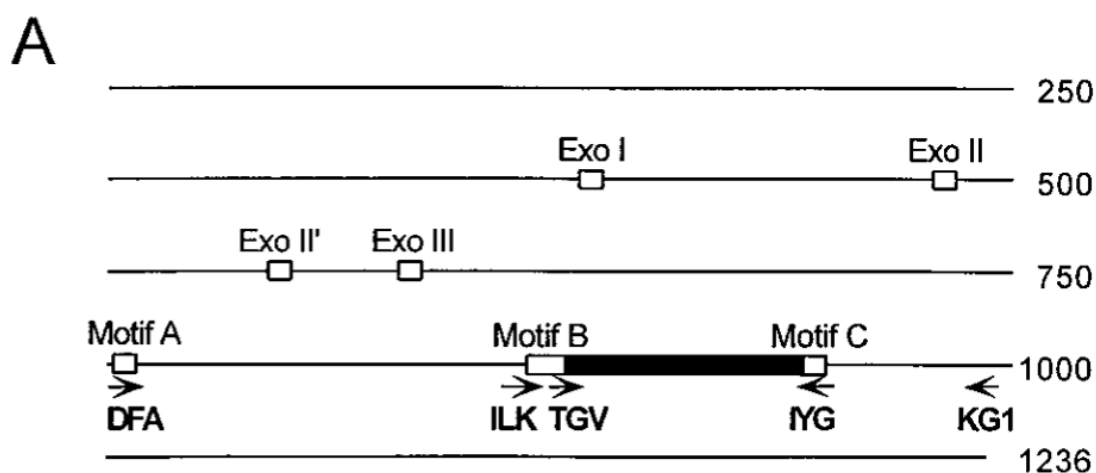 A
250
Exo I Exo II
500
Exo II' Exo III
750
Motif A Motif B Motif C
1000
DFA ILK TGV IYG KG1
1236